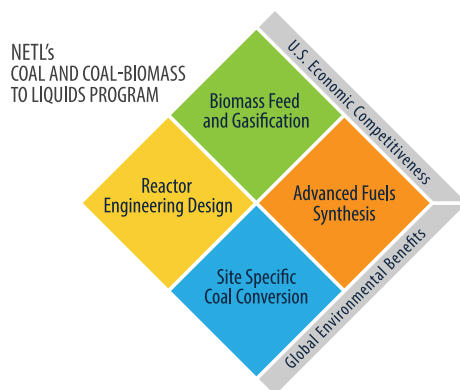 NETL's
COAL AND COAL-BIOMASS
TO LIQUIDS PROGRAM
U.S. Economic Competitiveness
Biomass Feed
and Gasification
Reactor
Engineering Design
Advanced Fuels
Synthesis
Site Specific
Coal Conversion
Global Environmental Benefits